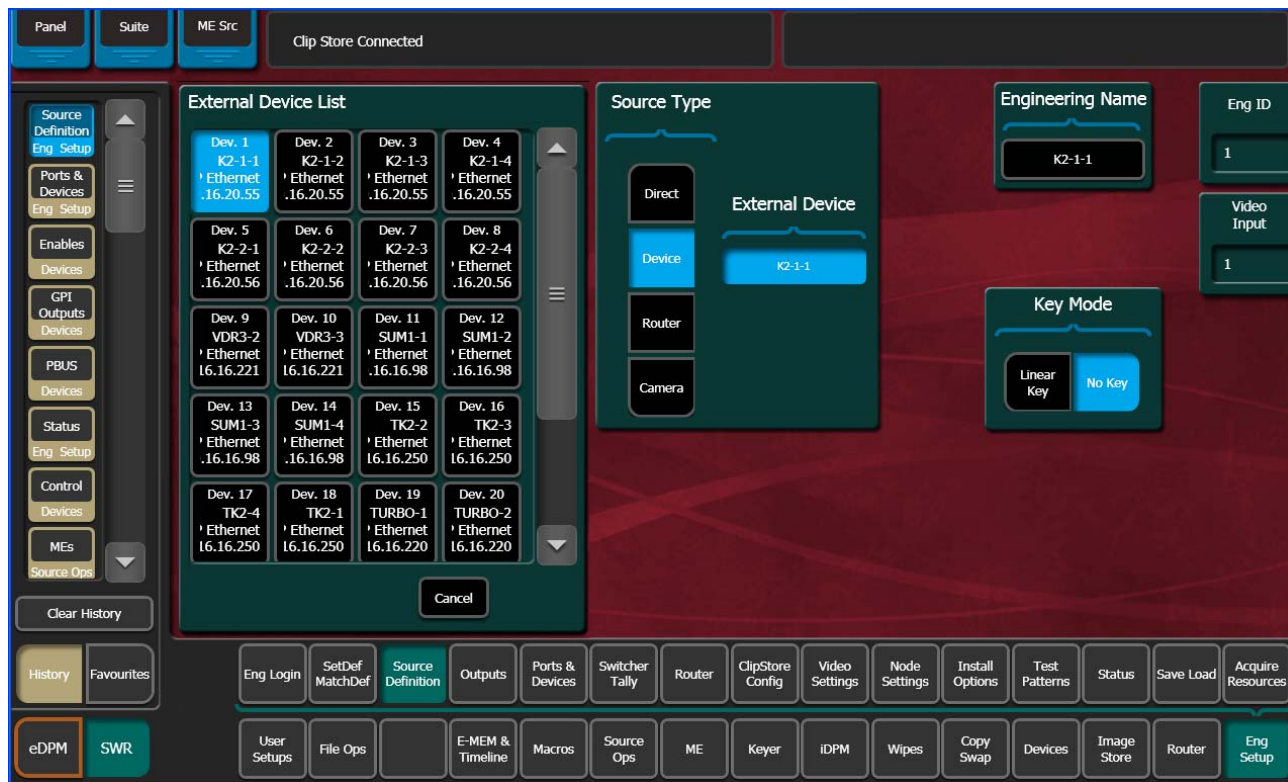 Panel
Suite
ME Src
Clip Store Connected
Source
Definition
Eng Setup
Ports &
Devices
Eng Setup
Enables
Devices
GPI
Outputs
Devices
PBUS
Devices
Status
Eng Setup
Control
Devices
MEs
Source Ops
Clear History
History
Favourites
eDPM
SWR
External Device List
Dev. 1
K2-1-1
Ethernet
.16.20.55
Dev. 2
K2-1-2
Ethernet
.16.20.55
Dev. 3
K2-1-3
Ethernet
.16.20.55
Dev. 4
K2-1-4
Ethernet
.16.20.55
Dev. 5
K2-2-1
Ethernet
.16.20.56
Dev. 6
K2-2-2
Ethernet
.16.20.56
Dev. 7
K2-2-3
Ethernet
.16.20.56
Dev. 8
K2-2-4
Ethernet
.16.20.56
Dev. 9
VDR3-2
Ethernet
16.16.221
Dev. 10
VDR3-3
Ethernet
16.16.221
Dev. 11
SUM1-1
Ethernet
.16.16.98
Dev. 12
SUM1-2
Ethernet
.16.16.98
Dev. 13
SUM1-3
Ethernet
.16.16.98
Dev. 14
SUM1-4
Ethernet
.16.16.98
Dev. 15
TK2-2
Ethernet
16.16.250
Dev. 16
TK2-3
Ethernet
16.16.250
Dev. 17
TK2-4
Ethernet
16.16.250
Dev. 18
TK2-1
Ethernet
16.16.250
Dev. 19
TURBO-1
Ethernet
16.16.220
Dev. 20
TURBO-2
Ethernet
16.16.220
Cancel
Source Type
Direct
Device
Router
Camera
External Device
K2-1-1
Engineering Name
K2-1-1
Key Mode
Linear
Key
No Key
Eng ID
1
Video
Input
1
Eng Login
SetDef
MatchDef
Source
Definition
Outputs
Ports &
Devices
Switcher
Tally
Router
ClipStore
Config
Video
Settings
Node
Settings
Install
Options
Test
Patterns
Status
Save Load
Acquire
Resources
User
Setups
File Ops
E-MEM &
Timeline
Macros
Source
Ops
ME
Keyer
iDPM
Wipes
Copy
Swap
Devices
Image
Store
Router
Eng
Setup